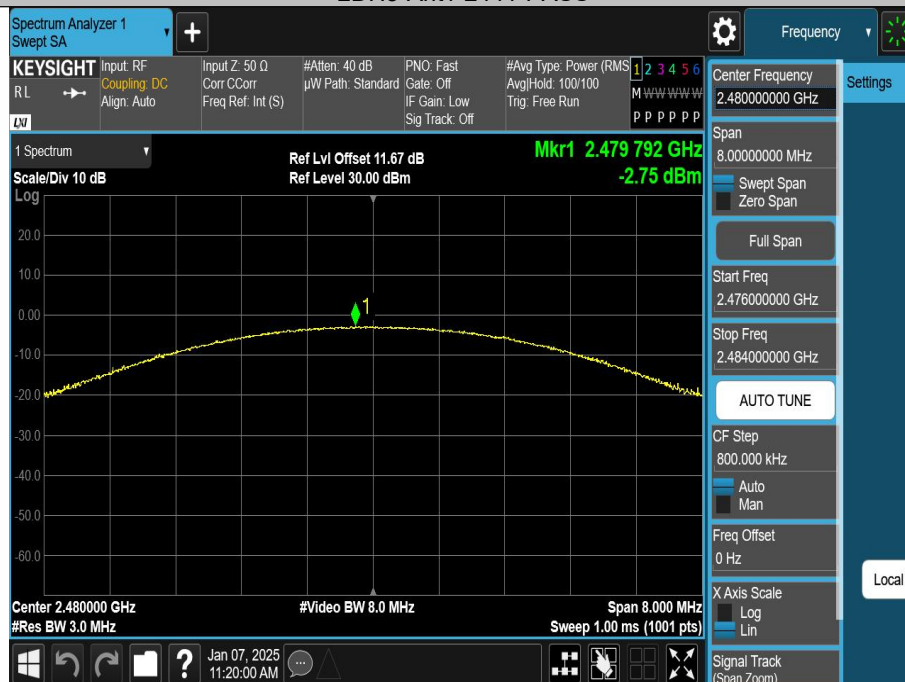 Spectrum Analyzer 1
Swept SA
Frequency
KEYSIGHT
RL
LXI
Input: RF
Coupling: DC
Align: Auto
Input Z: 50 Ω
Corr CCorr
Freq Ref: Int (S)
#Atten: 40 dB
µW Path: Standard
PNO: Fast
Gate: Off
IF Gain: Low
Sig Track: Off
#Avg Type: Power (RMS
Avg|Hold: 100/100
Trig: Free Run
1 2 3 4 5 6
M W W W W W
P P P P P P
1 Spectrum
Scale/Div 10 dB
Log
Ref Lvl Offset 11.67 dB
Ref Level 30.00 dBm
Mkr1 2.479 792 GHz
-2.75 dBm
20.0
10.0
0.00
-10.0
-20.0
-30.0
-40.0
-50.0
-60.0
1
Center 2.480000 GHz
#Res BW 3.0 MHz
#Video BW 8.0 MHz
Span 8.000 MHz
Sweep 1.00 ms (1001 pts)
Center Frequency
2.480000000 GHz
Settings
Span
8.00000000 MHz
Swept Span
Zero Span
Full Span
Start Freq
2.476000000 GHz
Stop Freq
2.484000000 GHz
AUTO TUNE
CF Step
800.000 kHz
Auto
Man
Freq Offset
0 Hz
Local
X Axis Scale
Log
Lin
Signal Track
(Span Zoom)
?
Jan 07, 2025
11:20:00 AM